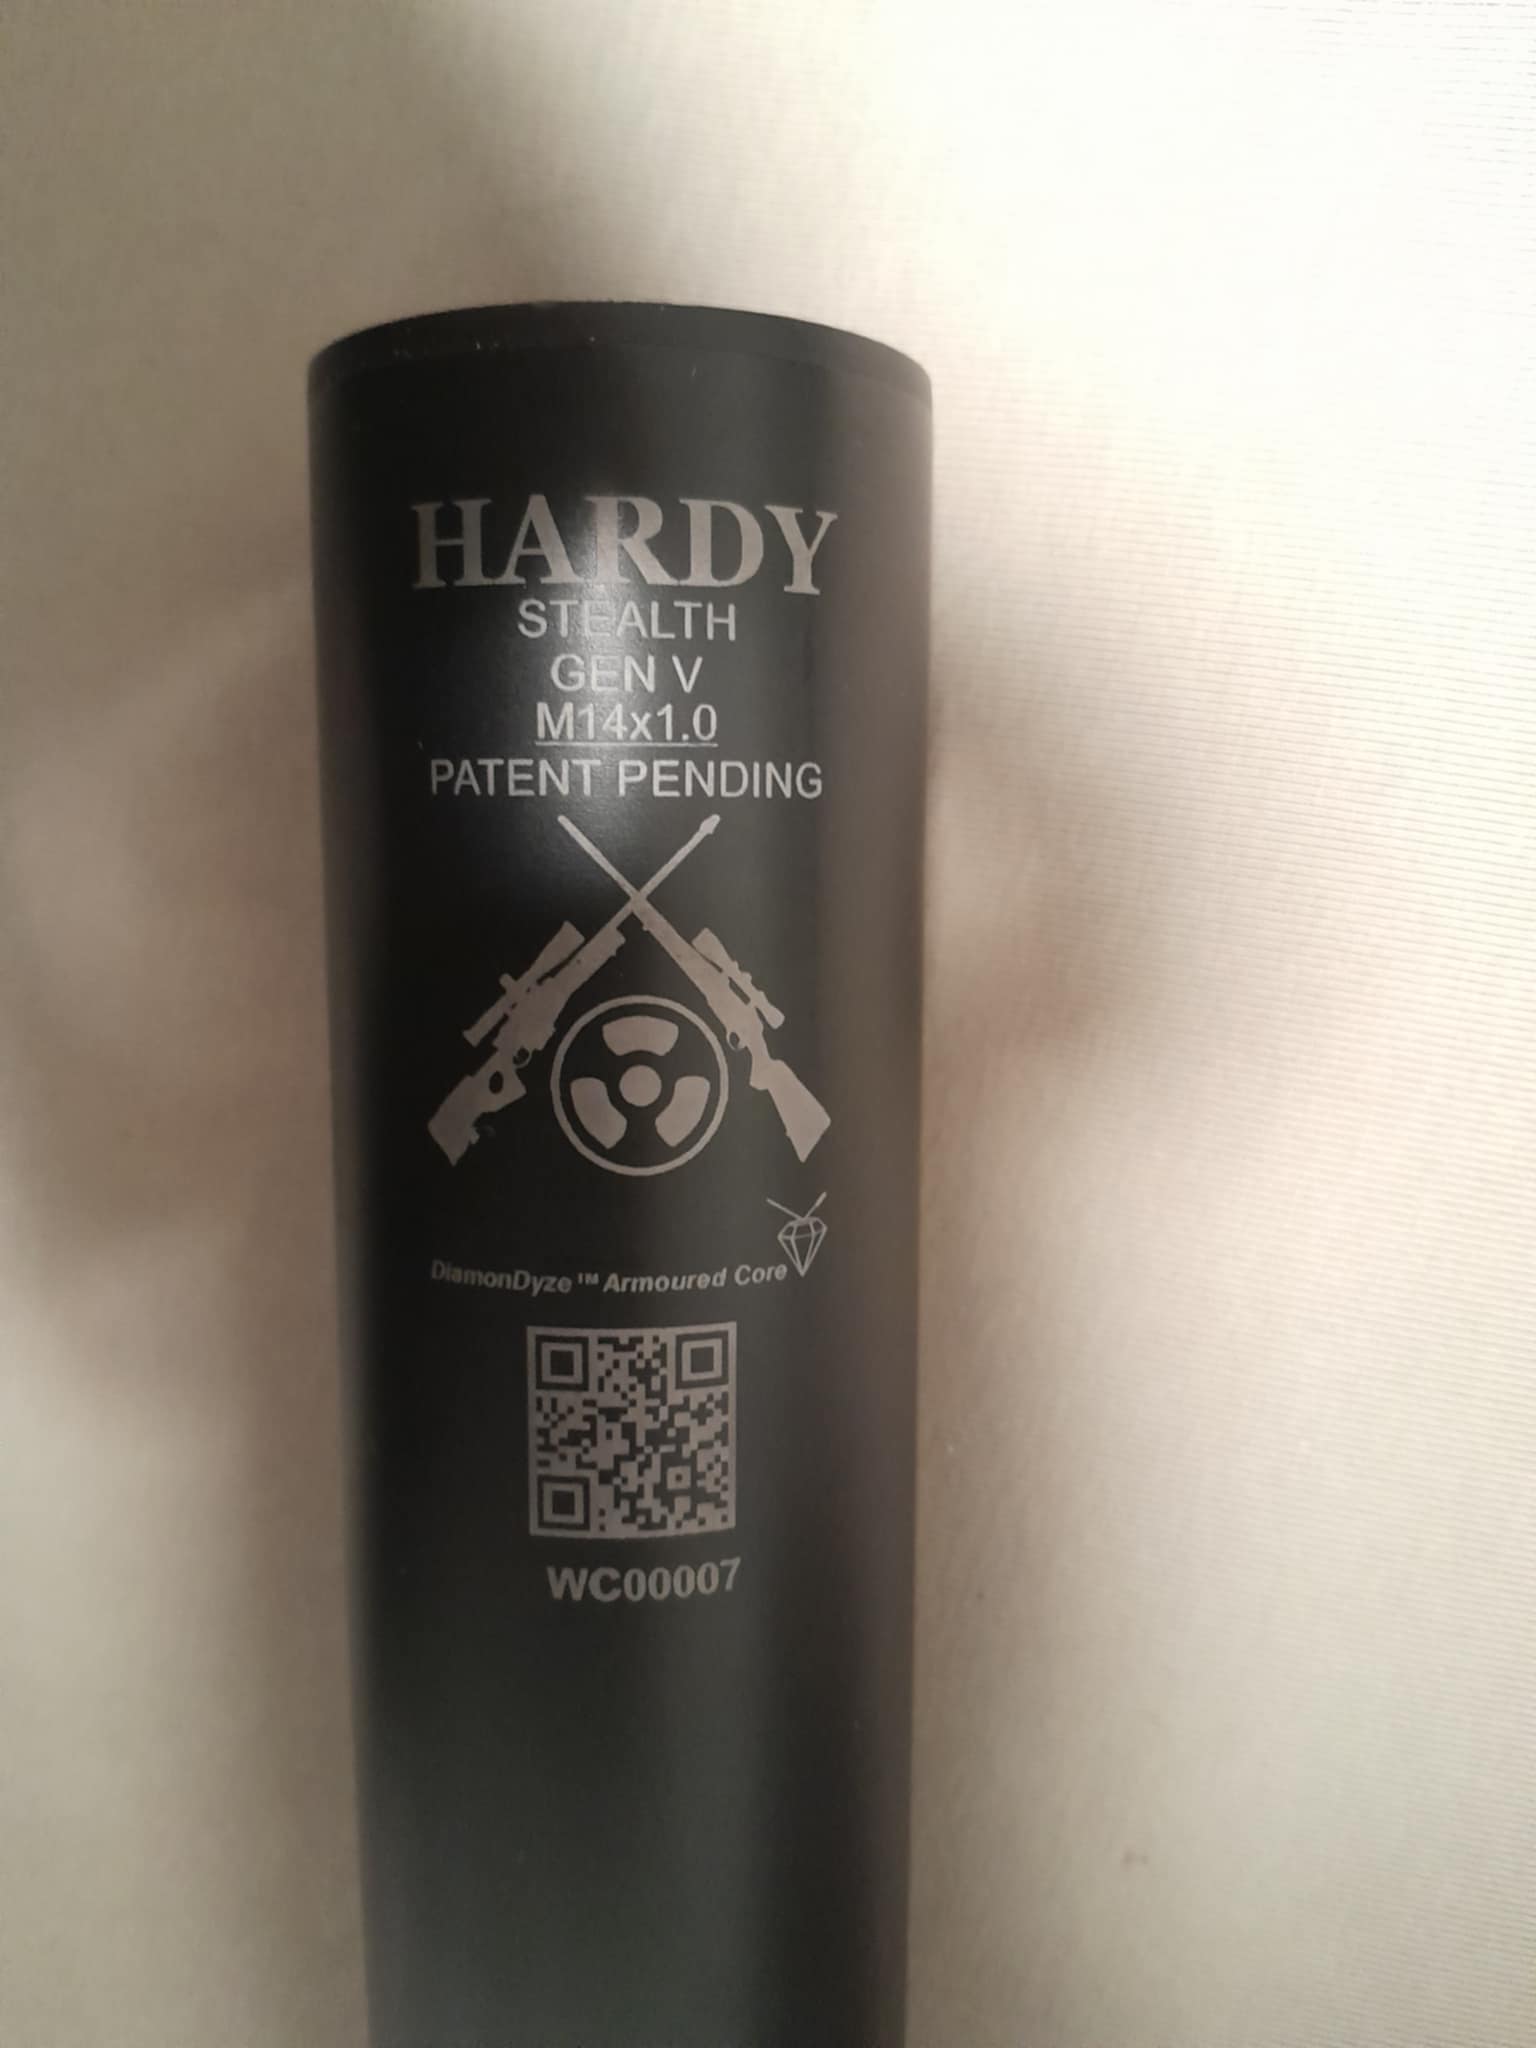 HARDY
STEALTH
GEN V
M14x1.0
PATENT PENDING
DiamonDyze™ Armoured Core
WC00007